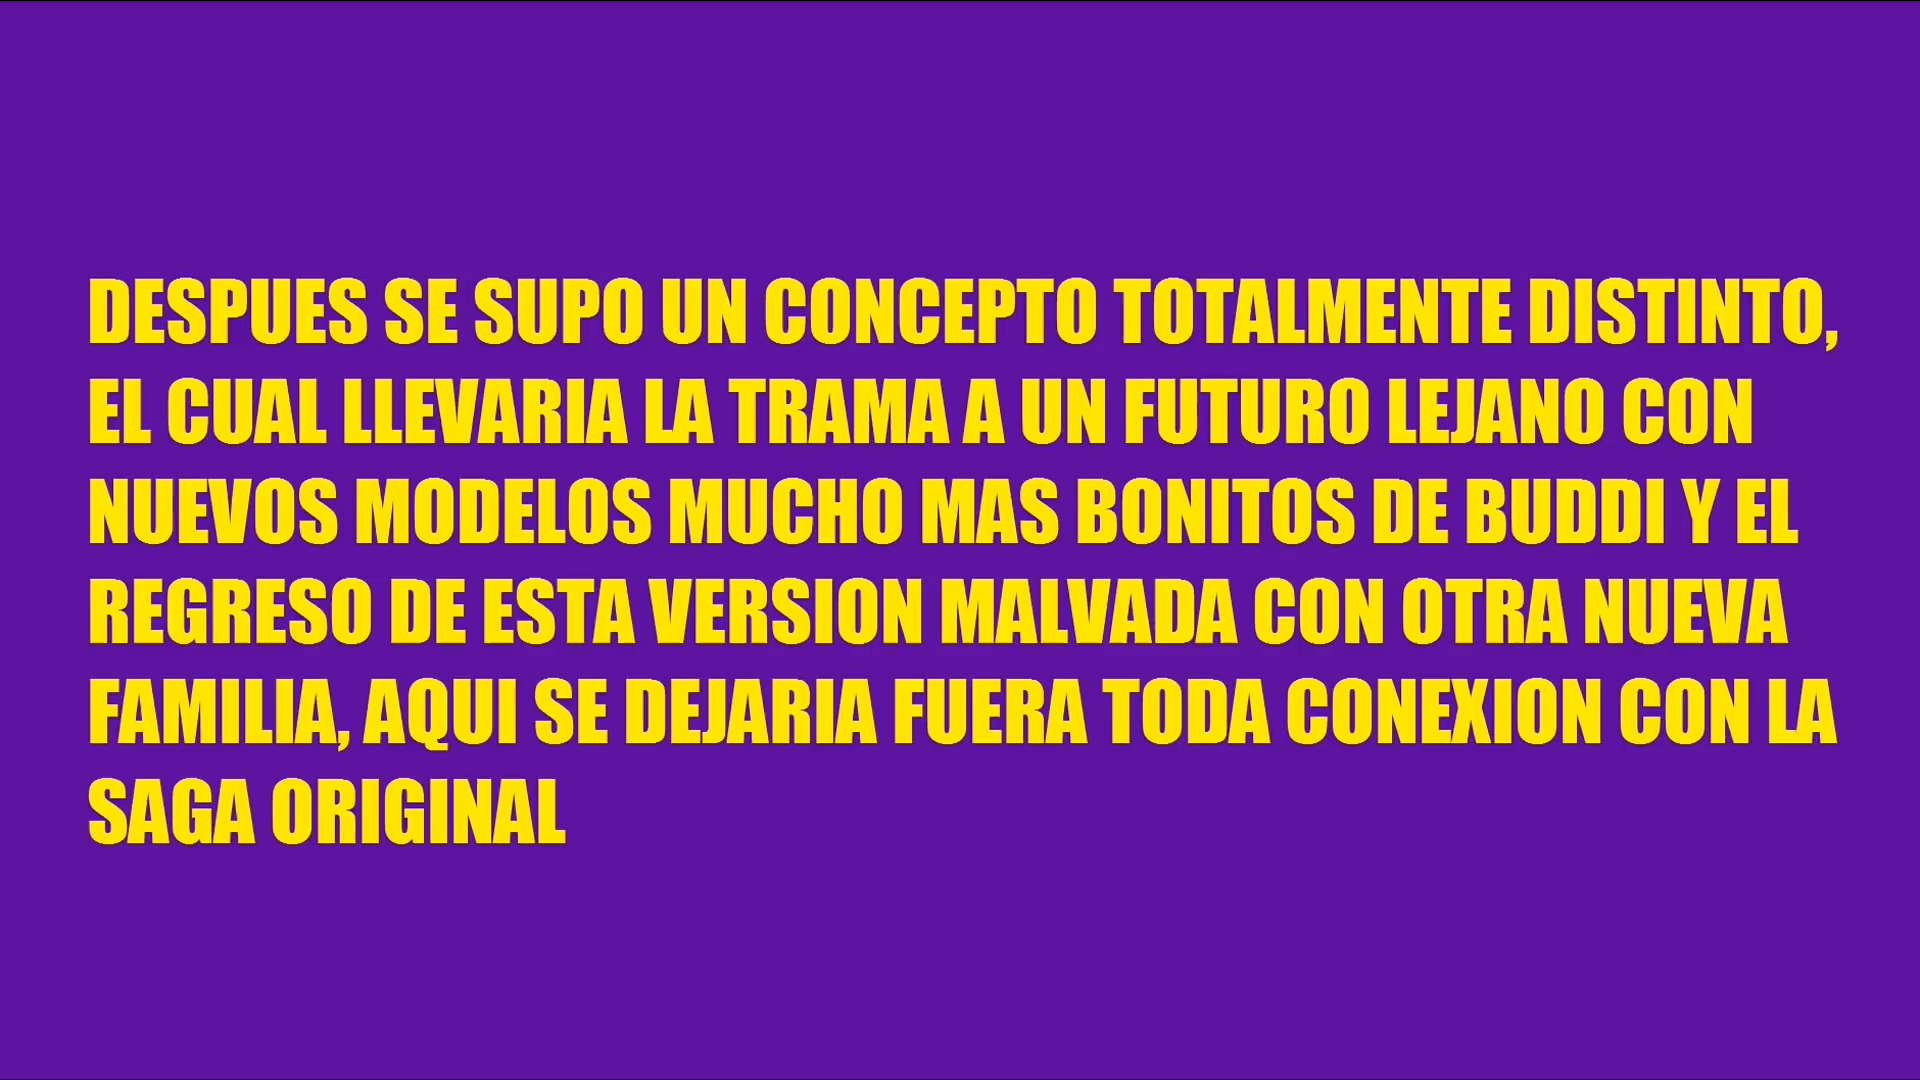 DESPUES SE SUPO UN CONCEPTO TOTALMENTE DISTINTO,
EL CUAL LLEVARIA LA TRAMA A UN FUTURO LEJANO CON
NUEVOS MODELOS MUCHO MAS BONITOS DE BUDDI Y EL
REGRESO DE ESTA VERSION MALVADA CON OTRA NUEVA
FAMILIA, AQUI SE DEJARIA FUERA TODA CONEXION CON LA
SAGA ORIGINAL